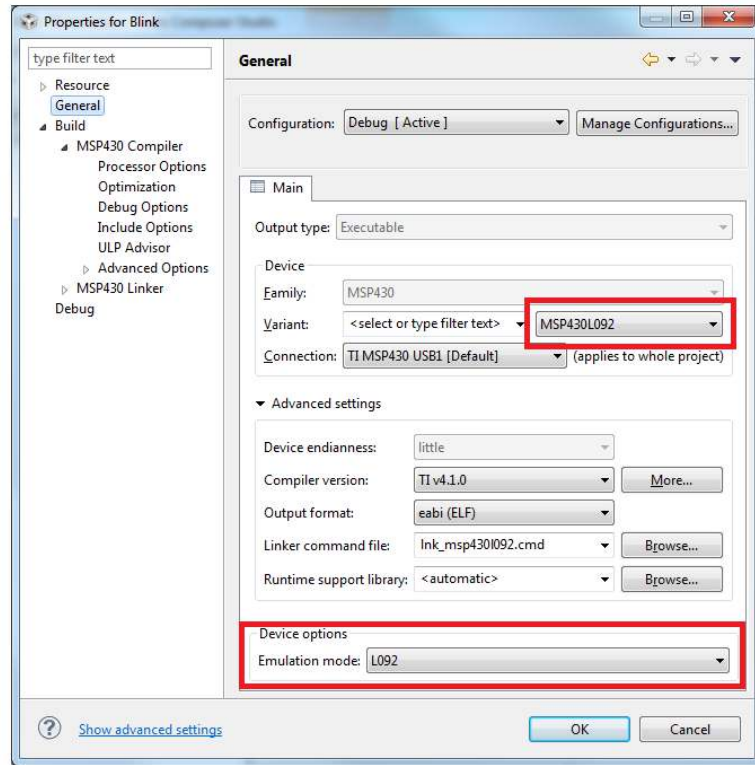 Properties for Blink
type filter text
Resource
General
Build
MSP430 Compiler
Processor Options
Optimization
Debug Options
Include Options
ULP Advisor
Advanced Options
MSP430 Linker
Debug
General
Configuration: Debug [ Active ] Manage Configurations...
Main
Output type: Executable
Device
Family: MSP430
Variant: <select or type filter text> MSP430L092
Connection: TI MSP430 USB1 [Default] (applies to whole project)
Advanced settings
Device endianness: little
Compiler version: TI v4.1.0 More...
Output format: eabi (ELF)
Linker command file: lnk_msp430l092.cmd Browse...
Runtime support library: <automatic> Browse...
Device options
Emulation mode: L092
? Show advanced settings OK Cancel